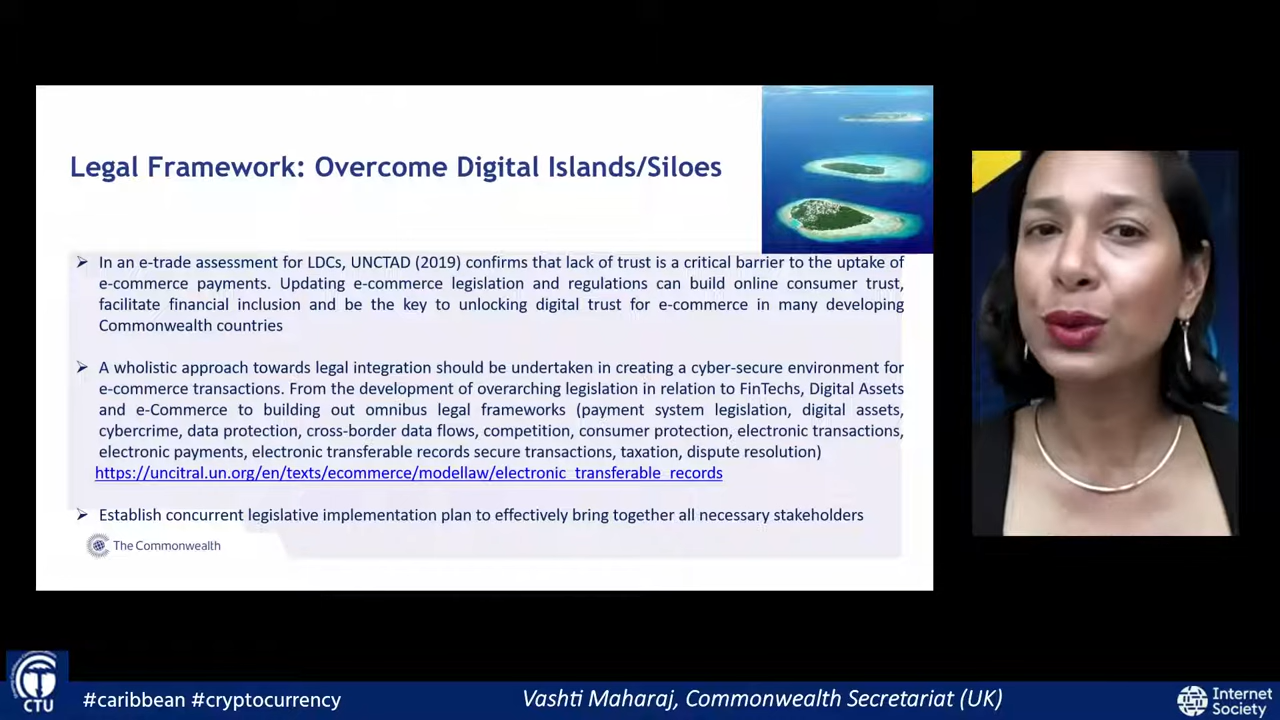 Legal Framework: Overcome Digital Islands/Siloes
➢ In an e-trade assessment for LDCs, UNCTAD (2019) confirms that lack of trust is a critical barrier to the uptake of
e-commerce payments. Updating e-commerce legislation and regulations can build online consumer trust,
facilitate financial inclusion and be the key to unlocking digital trust for e-commerce in many developing
Commonwealth countries
➢ A wholistic approach towards legal integration should be undertaken in creating a cyber-secure environment for
e-commerce transactions. From the development of overarching legislation in relation to FinTechs, Digital Assets
and e-Commerce to building out omnibus legal frameworks (payment system legislation, digital assets,
cybercrime, data protection, cross-border data flows, competition, consumer protection, electronic transactions,
electronic payments, electronic transferable records secure transactions, taxation, dispute resolution)
https://uncitral.un.org/en/texts/ecommerce/modellaw/electronic_transferable_records
➢ Establish concurrent legislative implementation plan to effectively bring together all necessary stakeholders
The Commonwealth
CTU
#caribbean #cryptocurrency
Vashti Maharaj, Commonwealth Secretariat (UK)
Internet
Society